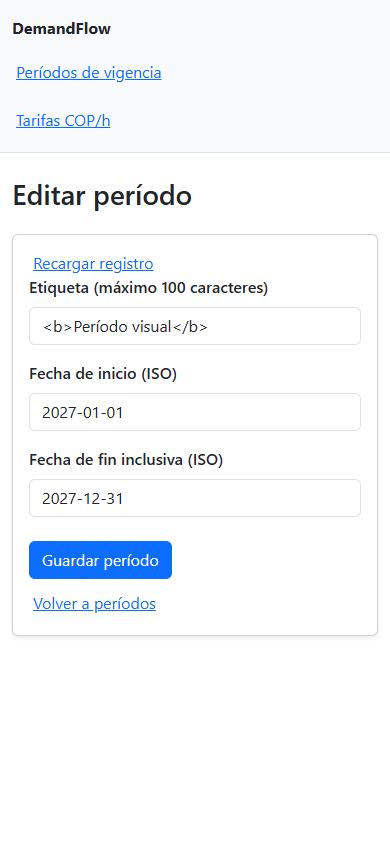 DemandFlow
Períodos de vigencia
Tarifas COP/h
Editar período
Recargar registro
Etiqueta (máximo 100 caracteres)
<b>Período visual</b>
Fecha de inicio (ISO)
2027-01-01
Fecha de fin inclusiva (ISO)
2027-12-31
Guardar período
Volver a períodos